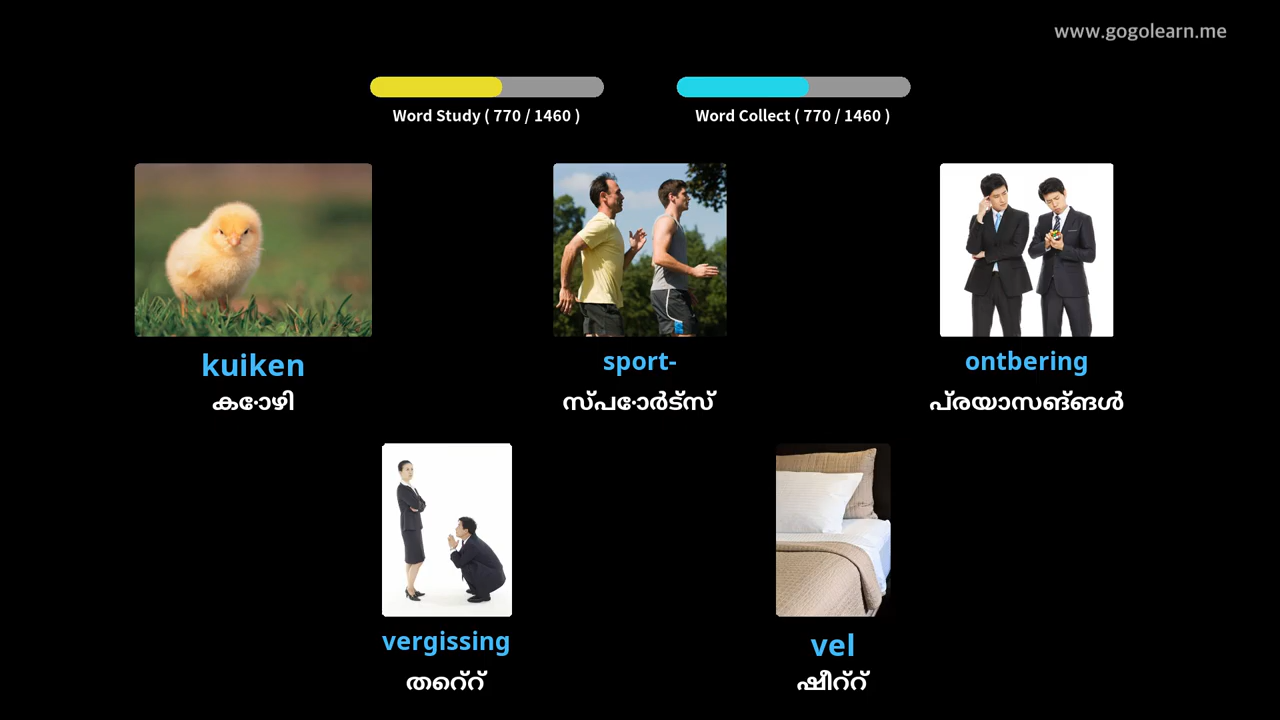 www.gogolearn.me
Word Study ( 770 / 1460 )
Word Collect ( 770 / 1460 )
kuiken
sport-
ontbering
കോഴി
സ്പോർട്സ്
പ്രയാസങ്ങൾ
vergissing
vel
തെറ്റ്
ഷീറ്റ്